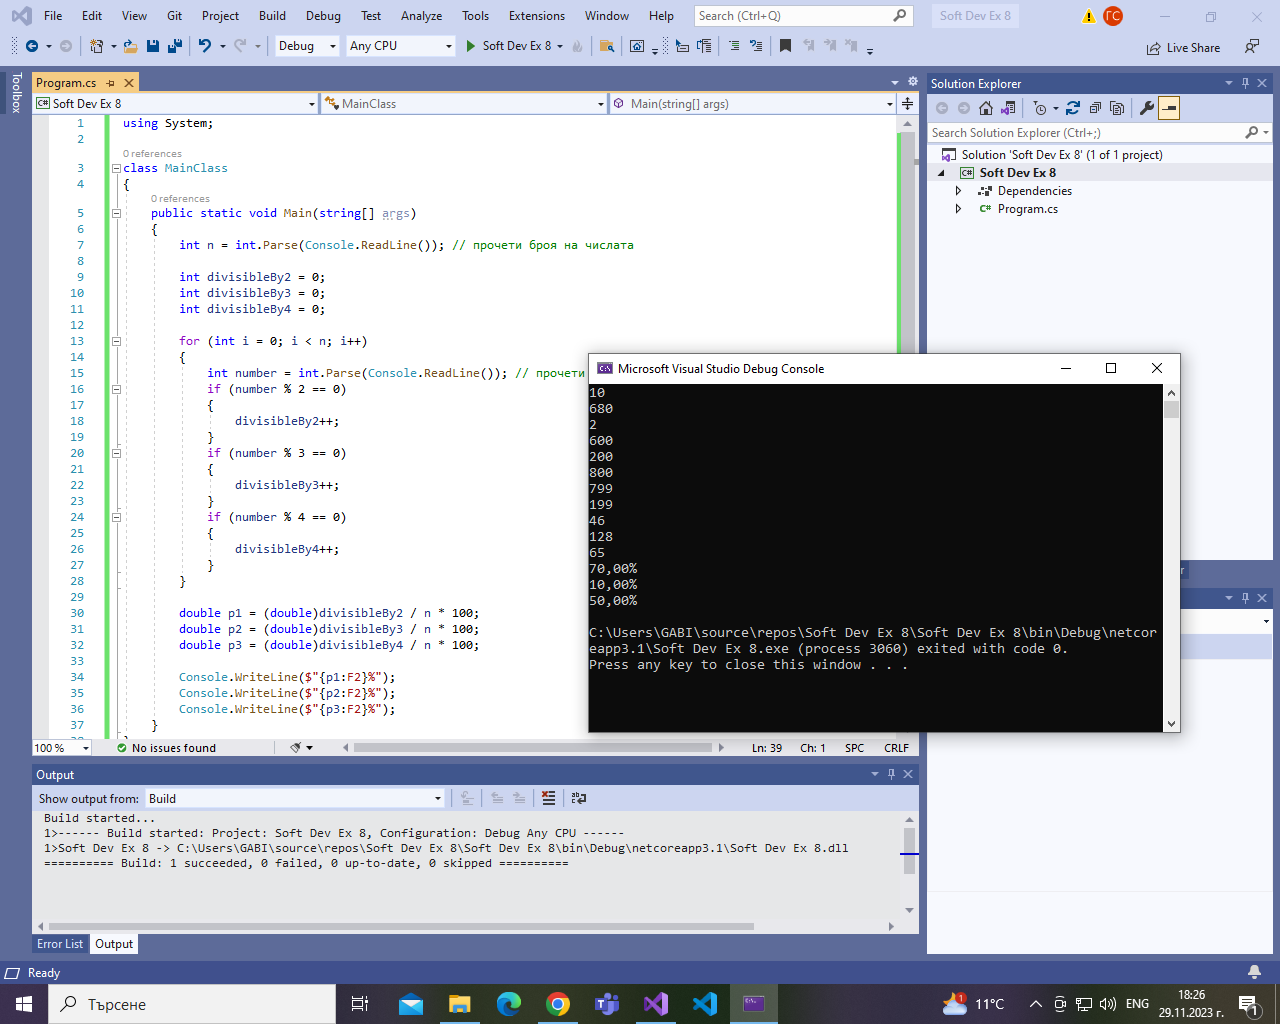 File Edit View Git Project Build Debug Test Analyze Tools Extensions Window Help Search (Ctrl+Q) Soft Dev Ex 8 ГС
Debug Any CPU Soft Dev Ex 8 Live Share
Toolbox
Program.cs
Soft Dev Ex 8 MainClass Main(string[] args)
1 using System;
2
0 references
3 class MainClass
4 {
0 references
5 public static void Main(string[] args)
6 {
7 int n = int.Parse(Console.ReadLine()); // прочети броя на числата
8
9 int divisibleBy2 = 0;
10 int divisibleBy3 = 0;
11 int divisibleBy4 = 0;
12
13 for (int i = 0; i < n; i++)
14 {
15 int number = int.Parse(Console.ReadLine()); // прочети
16 if (number % 2 == 0)
17 {
18 divisibleBy2++;
19 }
20 if (number % 3 == 0)
21 {
22 divisibleBy3++;
23 }
24 if (number % 4 == 0)
25 {
26 divisibleBy4++;
27 }
28 }
29
30 double p1 = (double)divisibleBy2 / n * 100;
31 double p2 = (double)divisibleBy3 / n * 100;
32 double p3 = (double)divisibleBy4 / n * 100;
33
34 Console.WriteLine($"{p1:F2}%");
35 Console.WriteLine($"{p2:F2}%");
36 Console.WriteLine($"{p3:F2}%");
37 }
100 % No issues found Ln: 39 Ch: 1 SPC CRLF
Microsoft Visual Studio Debug Console
10
680
2
600
200
800
799
199
46
128
65
70,00%
10,00%
50,00%
C:\Users\GABI\source\repos\Soft Dev Ex 8\Soft Dev Ex 8\bin\Debug\netcor
eapp3.1\Soft Dev Ex 8.exe (process 3060) exited with code 0.
Press any key to close this window . . .
Solution Explorer
Search Solution Explorer (Ctrl+;)
Solution 'Soft Dev Ex 8' (1 of 1 project)
C# Soft Dev Ex 8
Dependencies
C# Program.cs
Output
Show output from: Build
Build started...
1>------ Build started: Project: Soft Dev Ex 8, Configuration: Debug Any CPU ------
1>Soft Dev Ex 8 -> C:\Users\GABI\source\repos\Soft Dev Ex 8\Soft Dev Ex 8\bin\Debug\netcoreapp3.1\Soft Dev Ex 8.dll
========== Build: 1 succeeded, 0 failed, 0 up-to-date, 0 skipped ==========
Error List Output
Ready
Търсене 1 11°C ENG 18:26
29.11.2023 г. 1